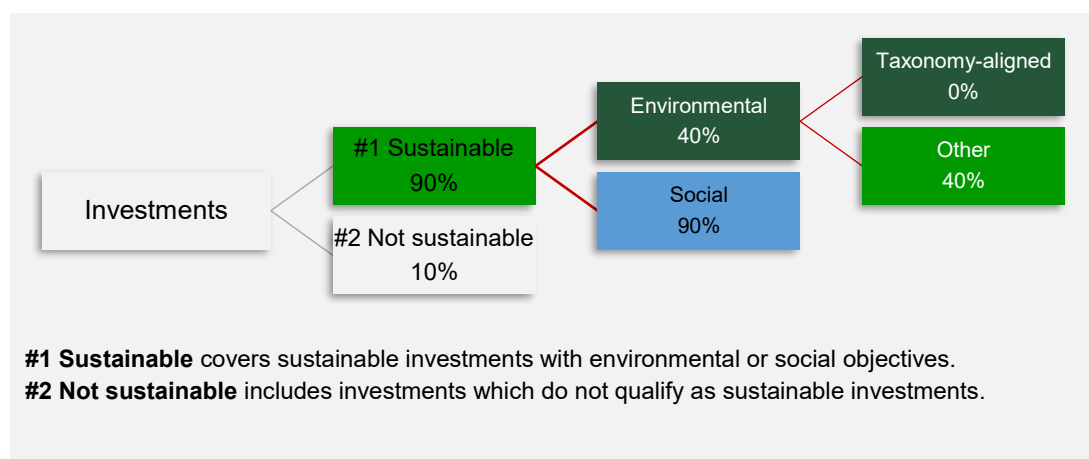 Taxonomy-aligned
0%
Environmental
40%
#1 Sustainable
90%
Other
40%
Investments
Social
90%
#2 Not sustainable
10%
#1 Sustainable covers sustainable investments with environmental or social objectives.
#2 Not sustainable includes investments which do not qualify as sustainable investments.